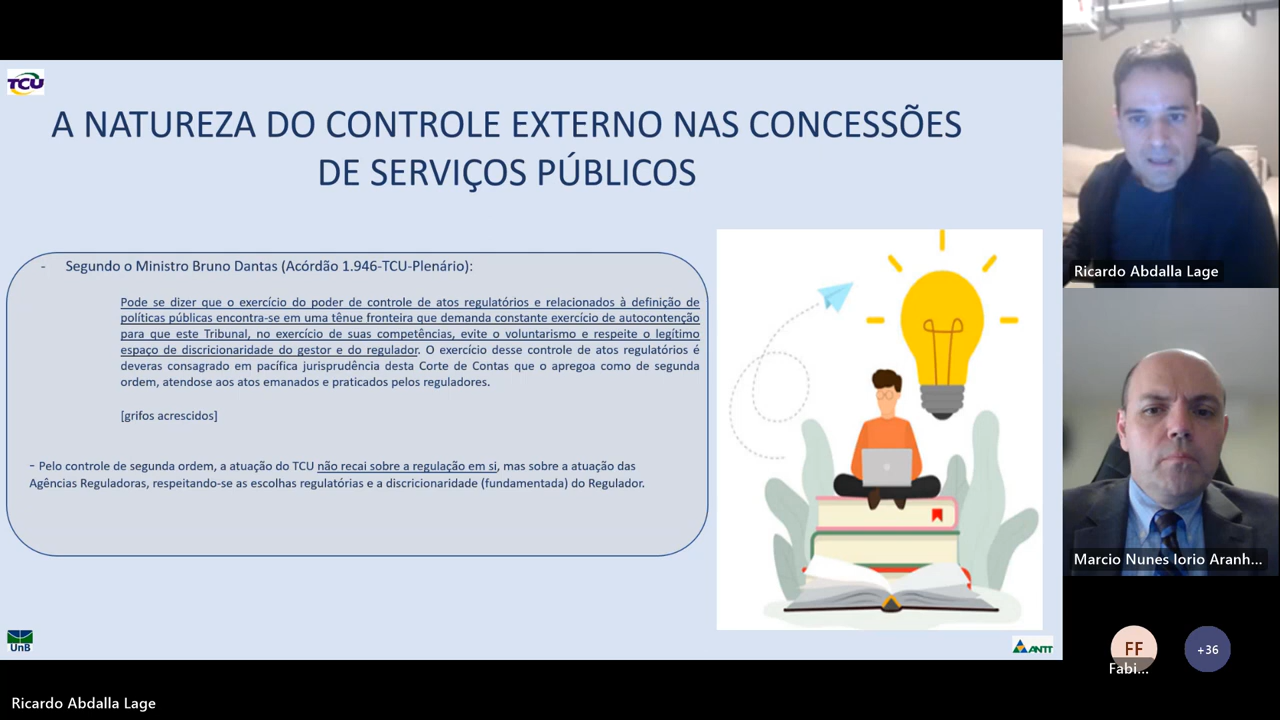 TCU
A NATUREZA DO CONTROLE EXTERNO NAS CONCESSÕES
DE SERVIÇOS PÚBLICOS
- Segundo o Ministro Bruno Dantas (Acórdão 1.946-TCU-Plenário):
Pode se dizer que o exercício do poder de controle de atos regulatórios e relacionados à definição de
políticas públicas encontra-se em uma tênue fronteira que demanda constante exercício de autocontenção
para que este Tribunal, no exercício de suas competências, evite o voluntarismo e respeite o legítimo
espaço de discricionaridade do gestor e do regulador. O exercício desse controle de atos regulatórios é
deveras consagrado em pacífica jurisprudência desta Corte de Contas que o apregoa como de segunda
ordem, atendose aos atos emanados e praticados pelos reguladores.
[grifos acrescidos]
- Pelo controle de segunda ordem, a atuação do TCU não recai sobre a regulação em si, mas sobre a atuação das
Agências Reguladoras, respeitando-se as escolhas regulatórias e a discricionaridade (fundamentada) do Regulador.
UnB
ANTT
Ricardo Abdalla Lage
Marcio Nunes Iorio Aranh...
FF
Fabi...
+36
Ricardo Abdalla Lage